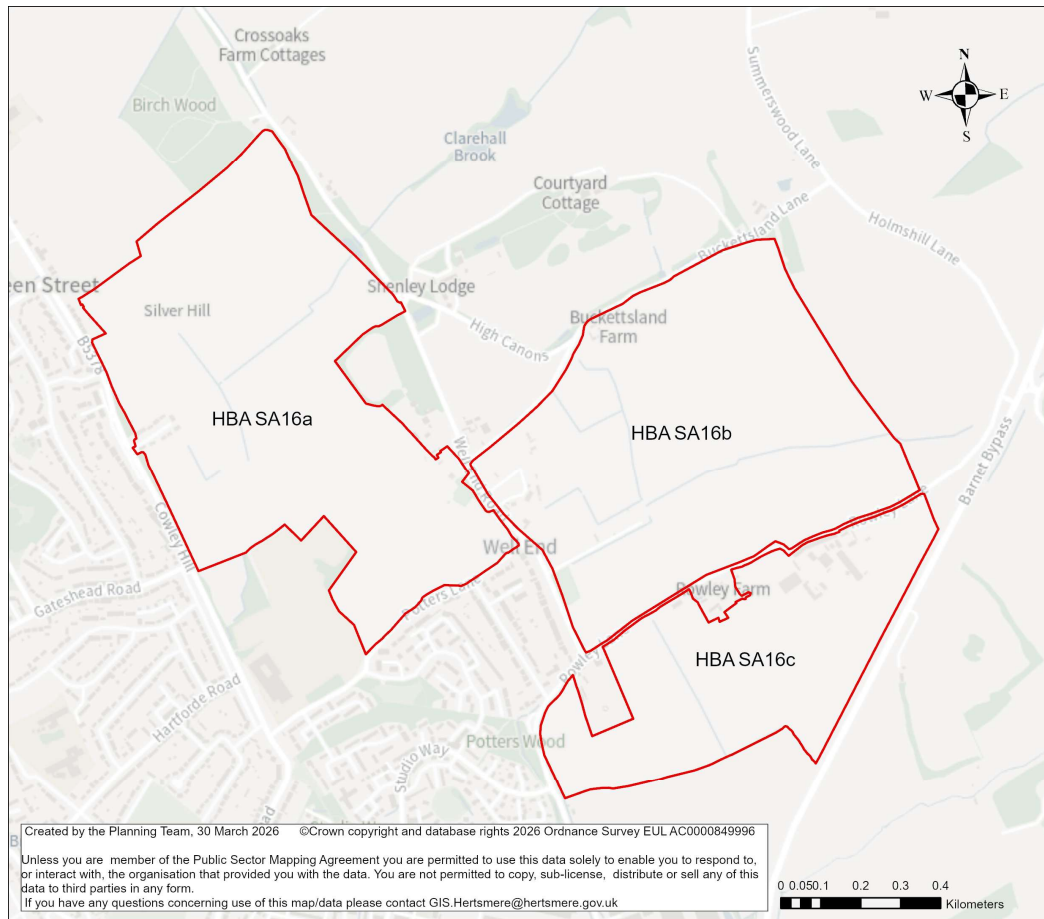 Crossoaks
Farm Cottages
Birch Wood
Summerswood Lane
N
W
E
S
Clarehall
Brook
Courtyard
Cottage
Buckettsland Lane
Holmshill Lane
een Street
Silver Hill
B5378
Shenley Lodge
High Canons
Buckettsland
Farm
HBA SA16a
HBA SA16b
Barnet Bypass
Cowley Hill
Well End
Gateshead Road
Potters Lane
Rowley Farm
HBA SA16c
Hartforde Road
Potters Wood
Studio Way
Created by the Planning Team, 30 March 2026 ©Crown copyright and database rights 2026 Ordnance Survey EUL AC0000849996
Unless you are member of the Public Sector Mapping Agreement you are permitted to use this data solely to enable you to respond to,
or interact with, the organisation that provided you with the data. You are not permitted to copy, sub-license, distribute or sell any of this
data to third parties in any form.
If you have any questions concerning use of this map/data please contact GIS.Hertsmere@hertsmere.gov.uk
0 0.050.1 0.2 0.3 0.4
Kilometers